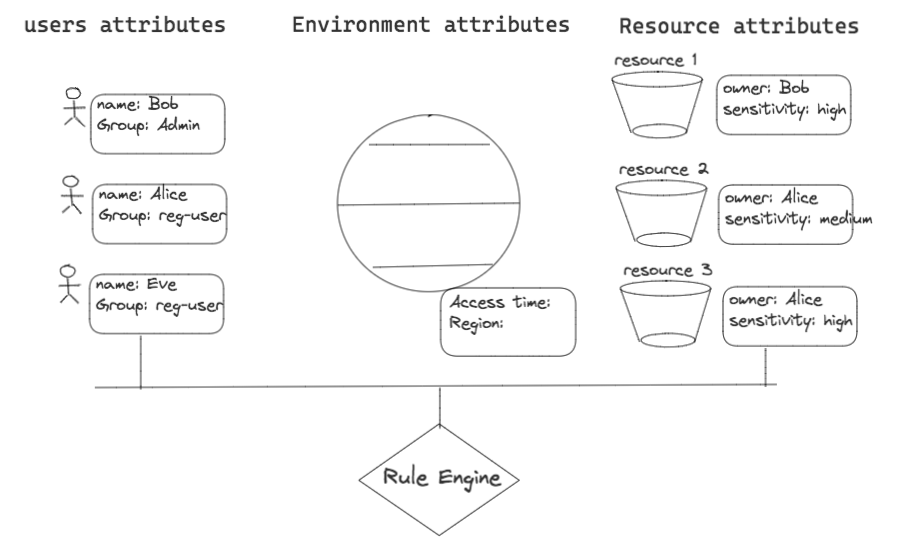 users attributes
Environment attributes
Resource attributes
name: Bob
Group: Admin
name: Alice
Group: reg-user
name: Eve
Group: reg-user
Access time:
Region:
resource 1
owner: Bob
sensitivity: high
resource 2
owner: Alice
sensitivity: medium
resource 3
owner: Alice
sensitivity: high
Rule Engine